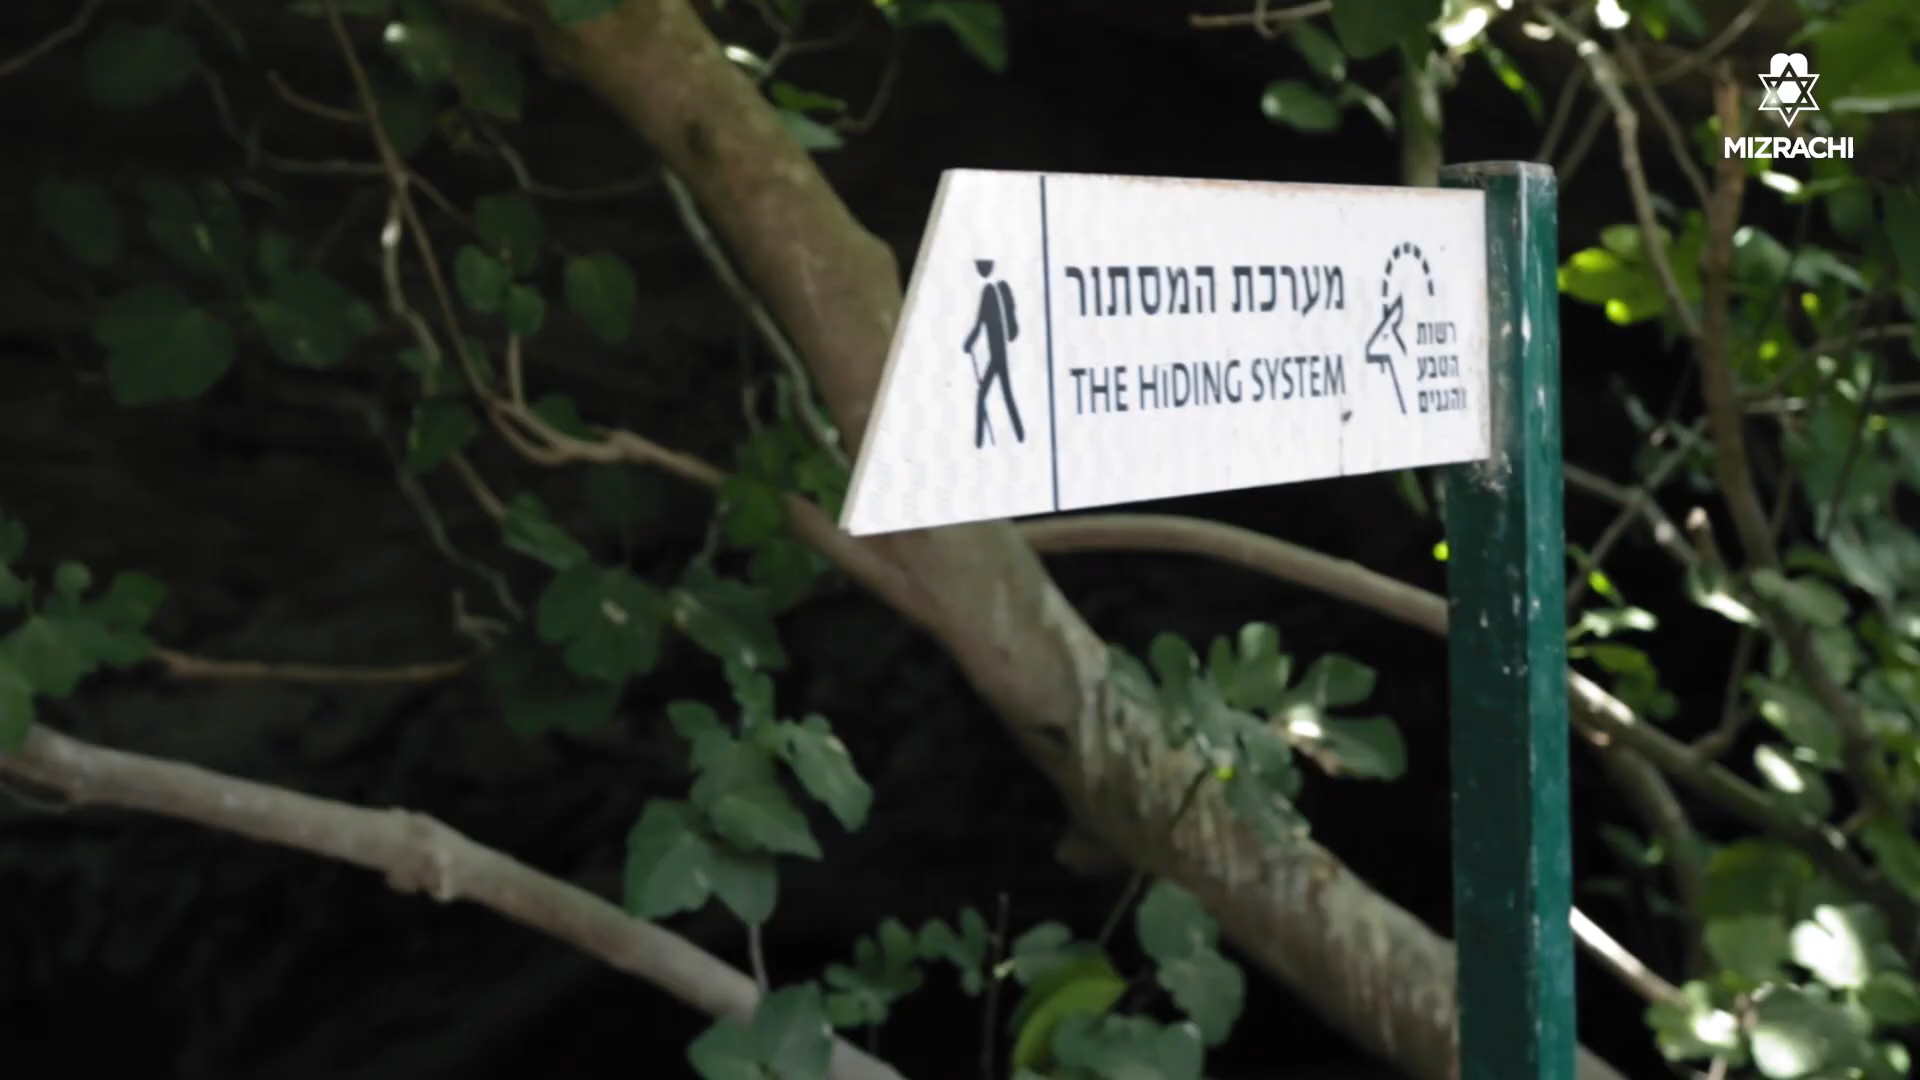 מערכת המסתור
THE HiDING SYSTEM
רשות
הטבע
והגנים
MIZRACHI